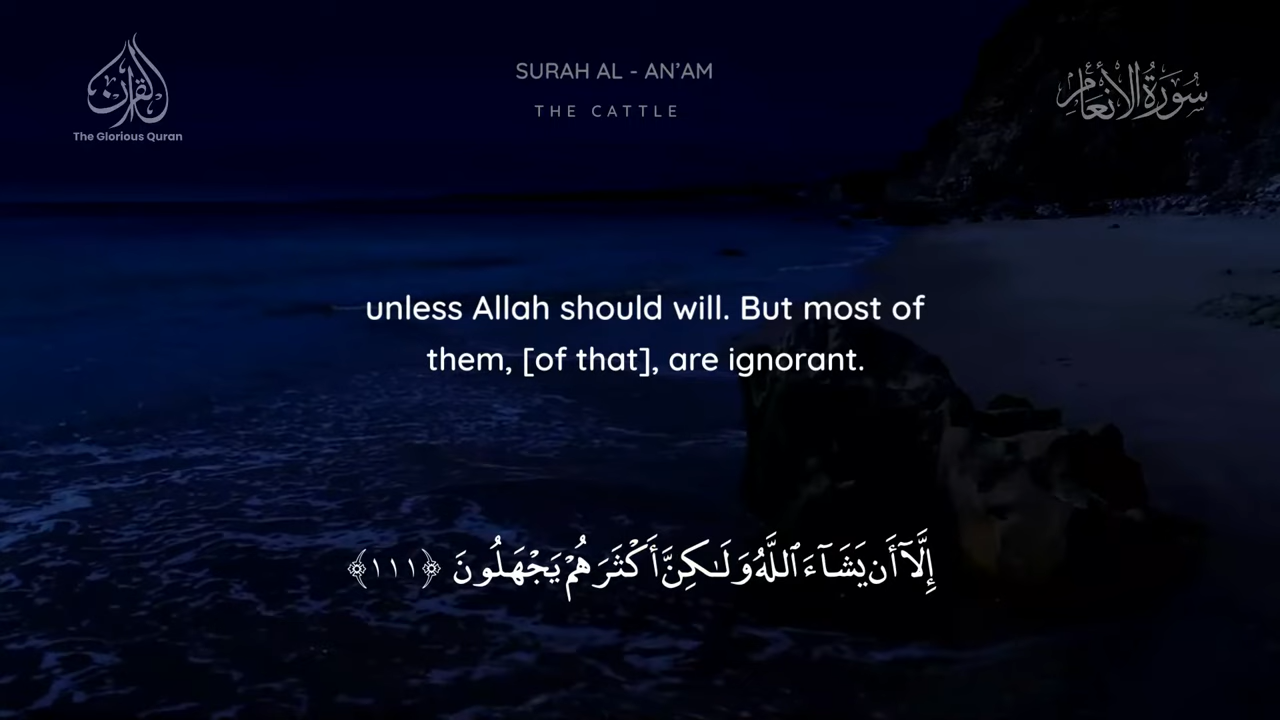 القرآن
The Glorious Quran
SURAH AL - AN’AM
THE CATTLE
سُورَةُ الأَنْعَام
unless Allah should will. But most of
them, [of that], are ignorant.
إِلَّآ أَن يَشَآءَ ٱللَّهُ وَلَـٰكِنَّ أَكْثَرَهُمْ يَجْهَلُونَ ﴿١١١﴾